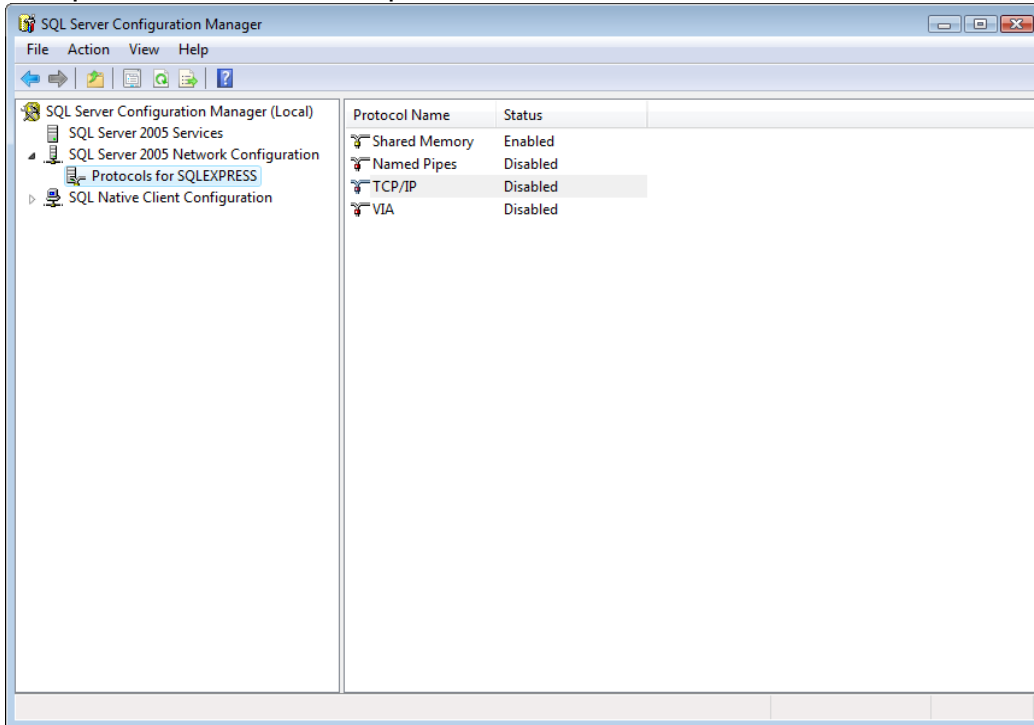 SQL Server Configuration Manager
File Action View Help
SQL Server Configuration Manager (Local)
SQL Server 2005 Services
SQL Server 2005 Network Configuration
Protocols for SQLEXPRESS
SQL Native Client Configuration
Protocol Name Status
Shared Memory Enabled
Named Pipes Disabled
TCP/IP Disabled
VIA Disabled